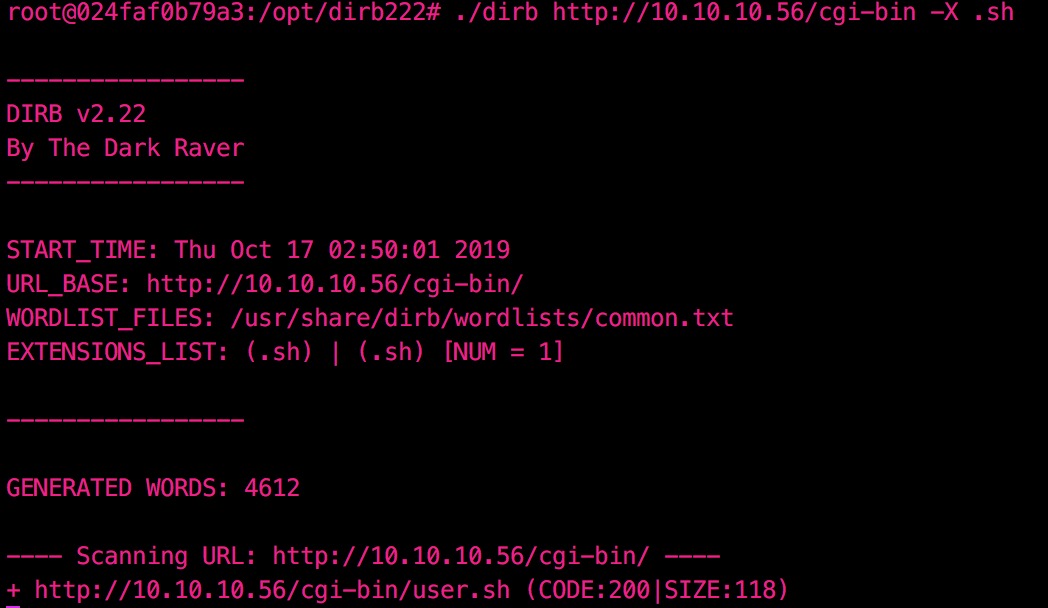 root@024faf0b79a3:/opt/dirb222# ./dirb http://10.10.10.56/cgi-bin -X .sh
-----------------
DIRB v2.22
By The Dark Raver
-----------------
START_TIME: Thu Oct 17 02:50:01 2019
URL_BASE: http://10.10.10.56/cgi-bin/
WORDLIST_FILES: /usr/share/dirb/wordlists/common.txt
EXTENSIONS_LIST: (.sh) | (.sh) [NUM = 1]
-----------------
GENERATED WORDS: 4612
---- Scanning URL: http://10.10.10.56/cgi-bin/ ----
+ http://10.10.10.56/cgi-bin/user.sh (CODE:200|SIZE:118)